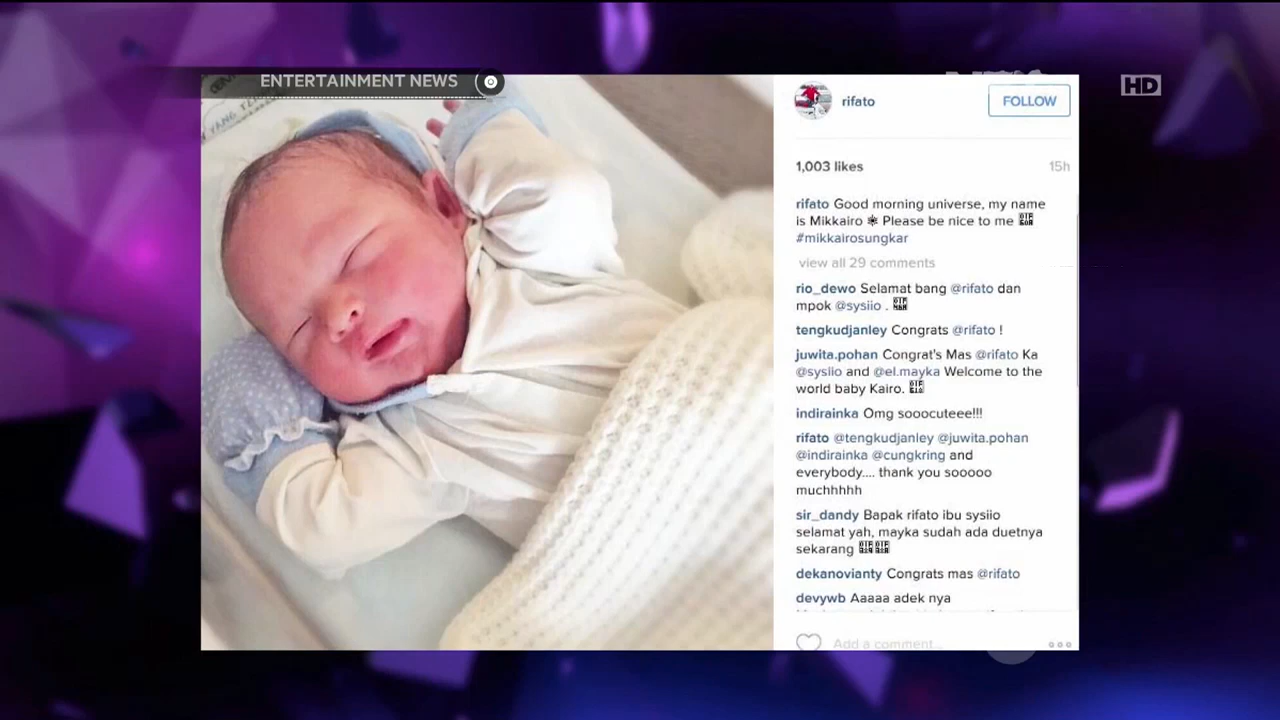 ENTERTAINMENT NEWS
HD
YANG
rifato
FOLLOW
1,003 likes
15h
rifato Good morning universe, my name
is Mikkairo ⚛ Please be nice to me
#mikkairosungkar
view all 29 comments
rio_dewo Selamat bang @rifato dan
mpok @sysiio .
tengkudjanley Congrats @rifato !
juwita.pohan Congrat's Mas @rifato Ka
@sysiio and @el.mayka Welcome to the
world baby Kairo.
indirainka Omg sooocuteee!!!
rifato @tengkudjanley @juwita.pohan
@indirainka @cungkring and
everybody.... thank you sooooo
muchhhhh
sir_dandy Bapak rifato ibu sysiio
selamat yah, mayka sudah ada duetnya
sekarang
dekanovianty Congrats mas @rifato
devywb Aaaaa adek nya
Add a comment...